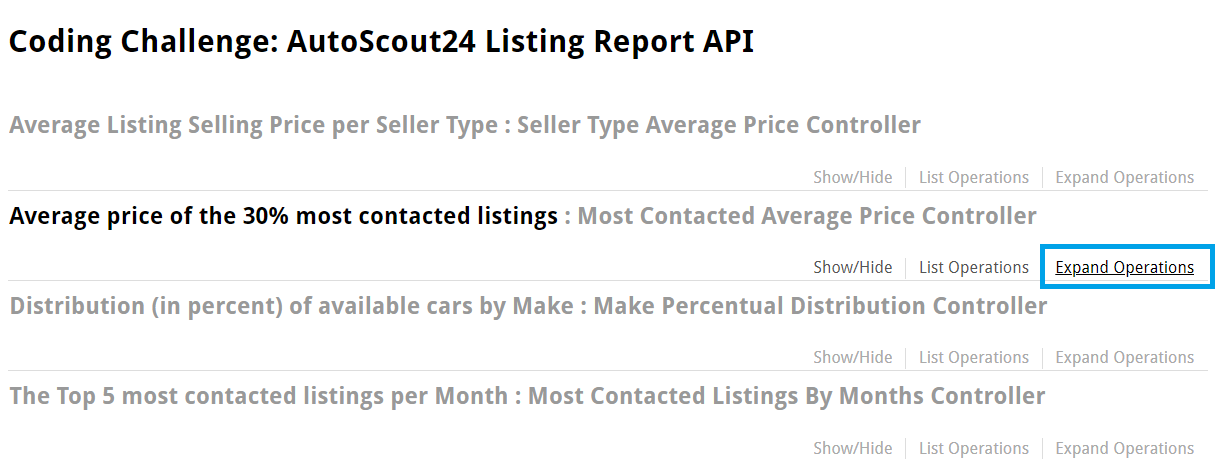 Coding Challenge: AutoScout24 Listing Report API
Average Listing Selling Price per Seller Type : Seller Type Average Price Controller
Show/Hide List Operations Expand Operations
Average price of the 30% most contacted listings : Most Contacted Average Price Controller
Show/Hide List Operations Expand Operations
Distribution (in percent) of available cars by Make : Make Percentual Distribution Controller
Show/Hide List Operations Expand Operations
The Top 5 most contacted listings per Month : Most Contacted Listings By Months Controller
Show/Hide List Operations Expand Operations